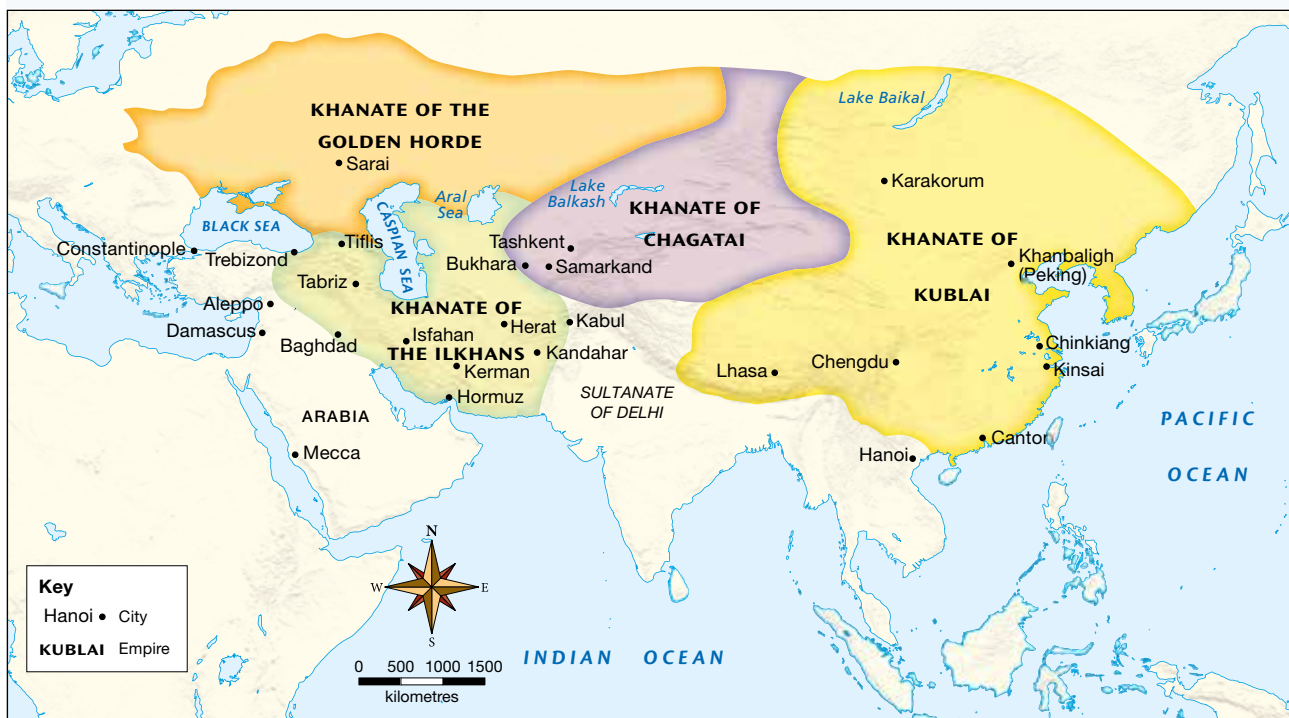 KHANATE OF THE
GOLDEN HORDE
Sarai
Lake Baikal
Karakorum
Aral
Sea
Lake
Balkash
KHANATE OF
CHAGATAI
BLACK SEA
CASPIAN SEA
Constantinople
Trebizond
Tiflis
Tashkent
Bukhara
Samarkand
KHANATE OF
KUBLAI
Khanbaligh
(Peking)
Tabriz
Aleppo
Damascus
Baghdad
KHANATE OF
THE ILKHANS
Isfahan
Herat
Kabul
Kandahar
Kerman
Hormuz
Lhasa
Chengdu
Chinkiang
Kinsai
SULTANATE
OF DELHI
ARABIA
Mecca
Hanoi
Canton
PACIFIC
OCEAN
N
W
E
S
Key
Hanoi City
KUBLAI Empire
0 500 1000 1500
kilometres
INDIAN OCEAN